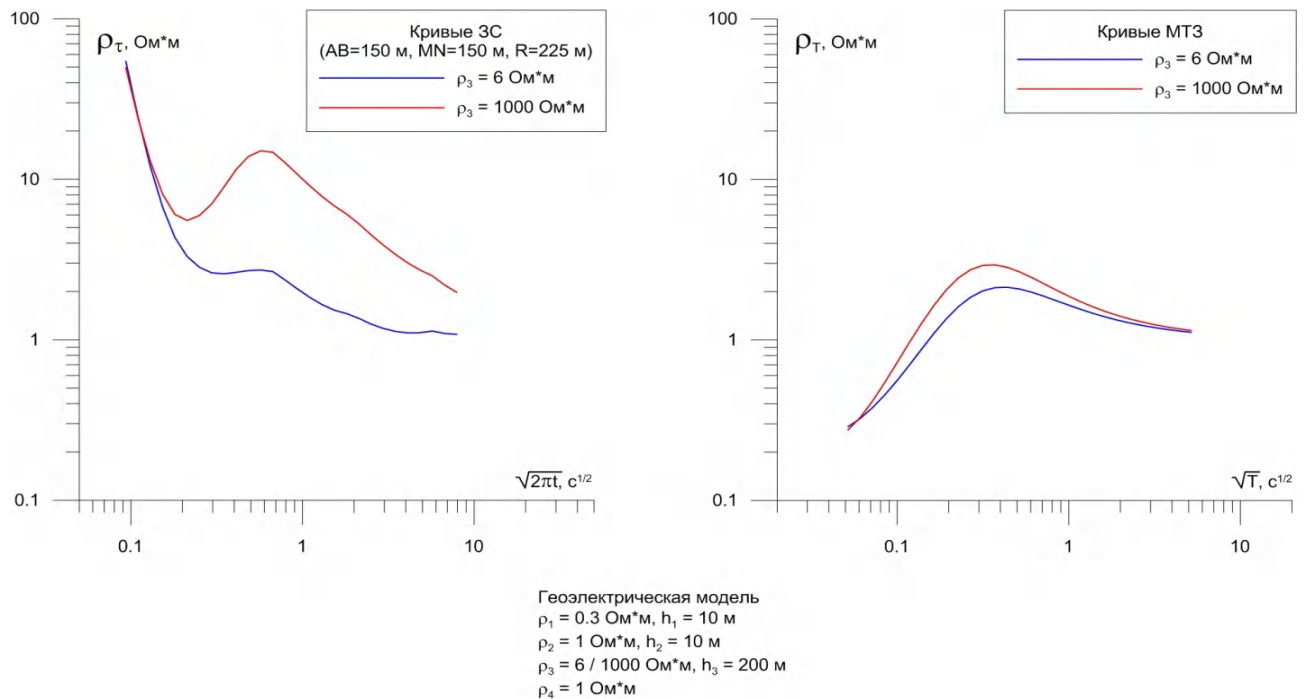 100
10
1
0.1
ρτ, Ом*м
Кривые ЗС
(AB=150 м, MN=150 м, R=225 м)
ρ₃ = 6 Ом*м
ρ₃ = 1000 Ом*м
√2πt, с^1/2
0.1
1
10
100
10
1
0.1
ρT, Ом*м
Кривые МТЗ
ρ₃ = 6 Ом*м
ρ₃ = 1000 Ом*м
√T, с^1/2
0.1
1
10
Геоэлектрическая модель
ρ₁ = 0.3 Ом*м, h₁ = 10 м
ρ₂ = 1 Ом*м, h₂ = 10 м
ρ₃ = 6 / 1000 Ом*м, h₃ = 200 м
ρ₄ = 1 Ом*м